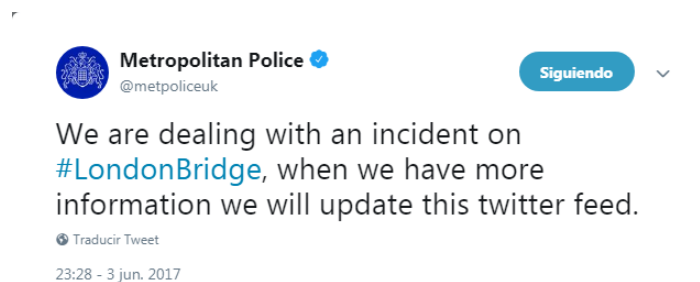 Metropolitan Police
@metpoliceuk
Siguiendo
We are dealing with an incident on
#LondonBridge, when we have more
information we will update this twitter feed.
Traducir Tweet
23:28 - 3 jun. 2017